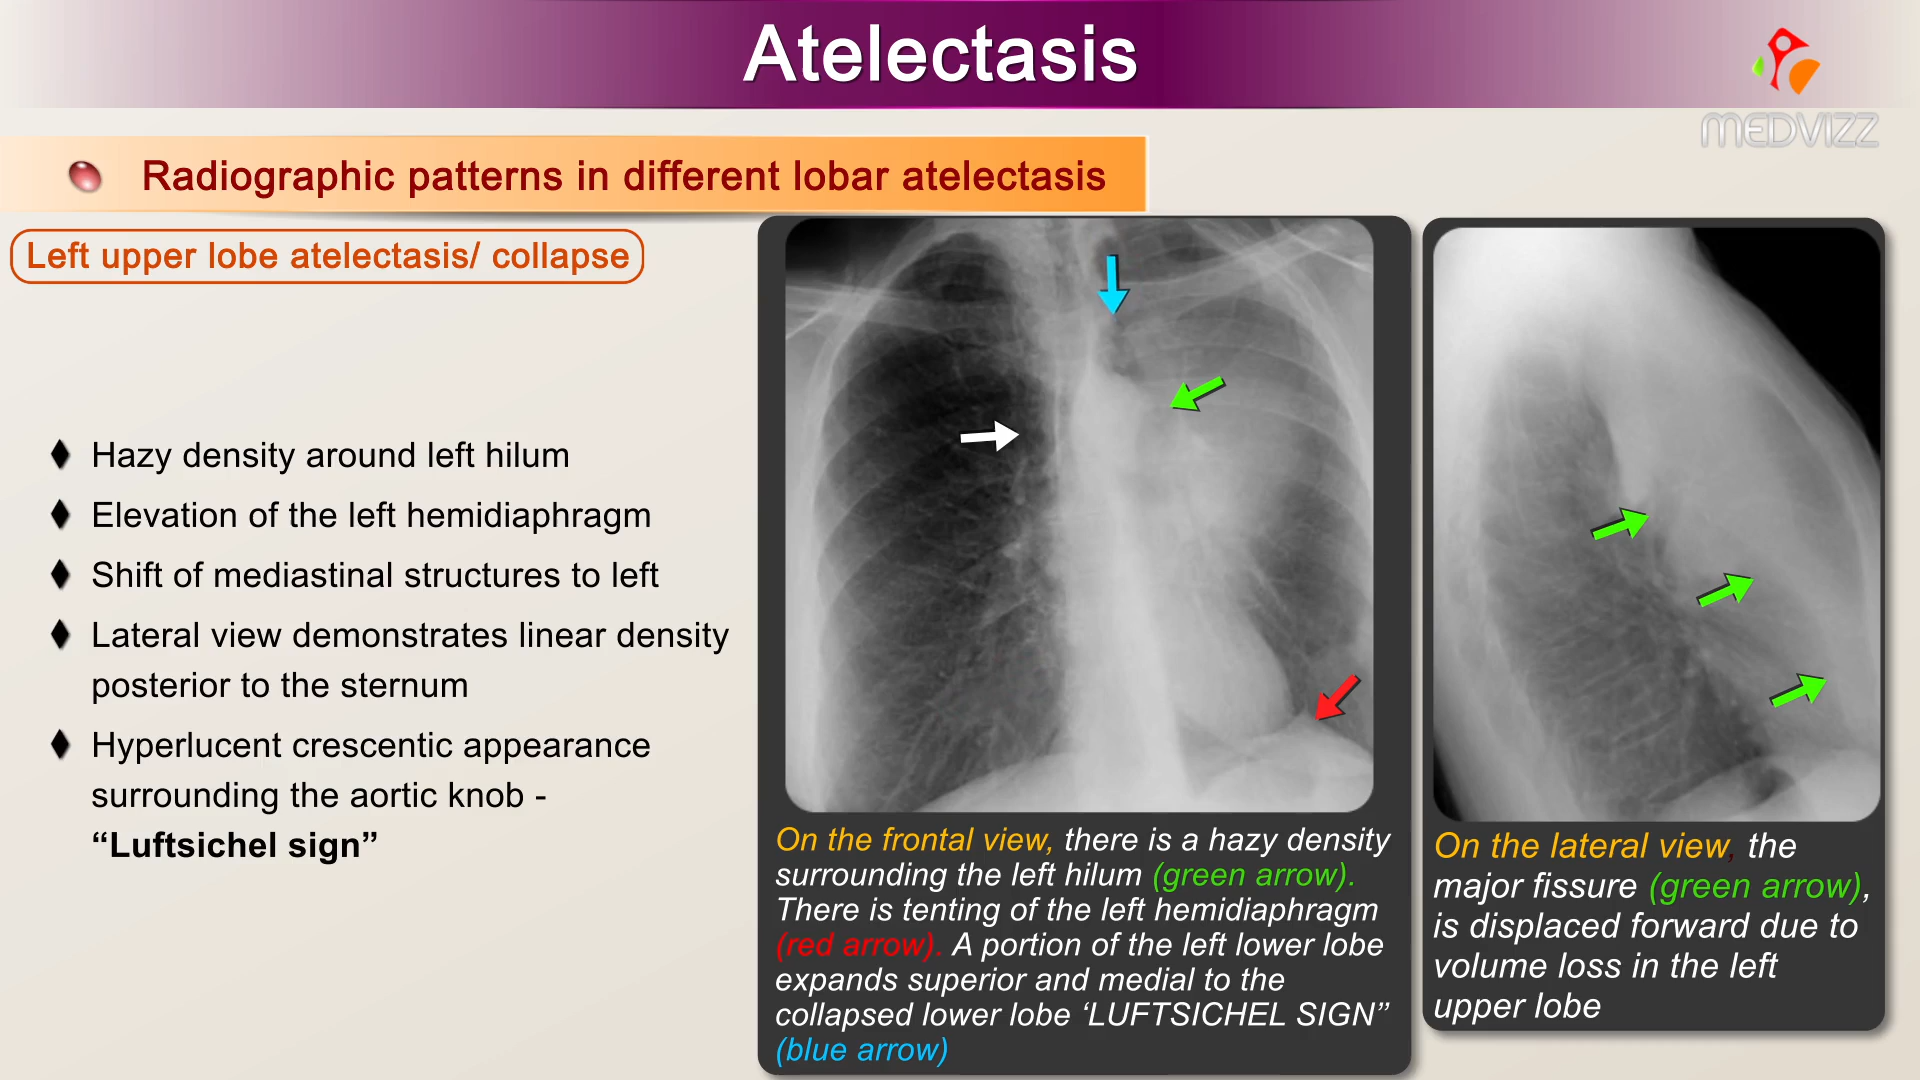 Atelectasis
MEDVIZZ
Radiographic patterns in different lobar atelectasis
Left upper lobe atelectasis/ collapse
Hazy density around left hilum
Elevation of the left hemidiaphragm
Shift of mediastinal structures to left
Lateral view demonstrates linear density
posterior to the sternum
Hyperlucent crescentic appearance
surrounding the aortic knob -
“Luftsichel sign”
On the frontal view, there is a hazy density
surrounding the left hilum (green arrow).
There is tenting of the left hemidiaphragm
(red arrow). A portion of the left lower lobe
expands superior and medial to the
collapsed lower lobe ‘LUFTSICHEL SIGN”
(blue arrow)
On the lateral view, the
major fissure (green arrow),
is displaced forward due to
volume loss in the left
upper lobe